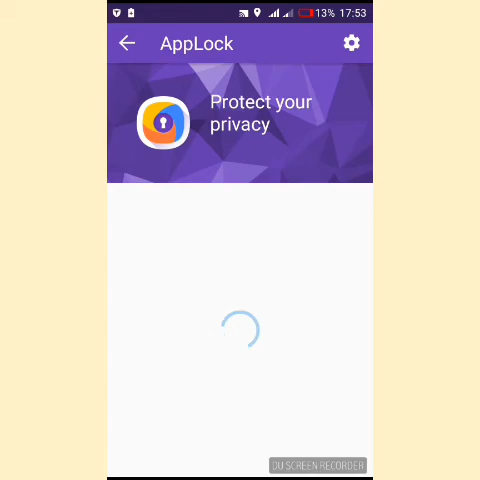 13% 17:53
AppLock
Protect your
privacy
DU SCREEN RECORDER